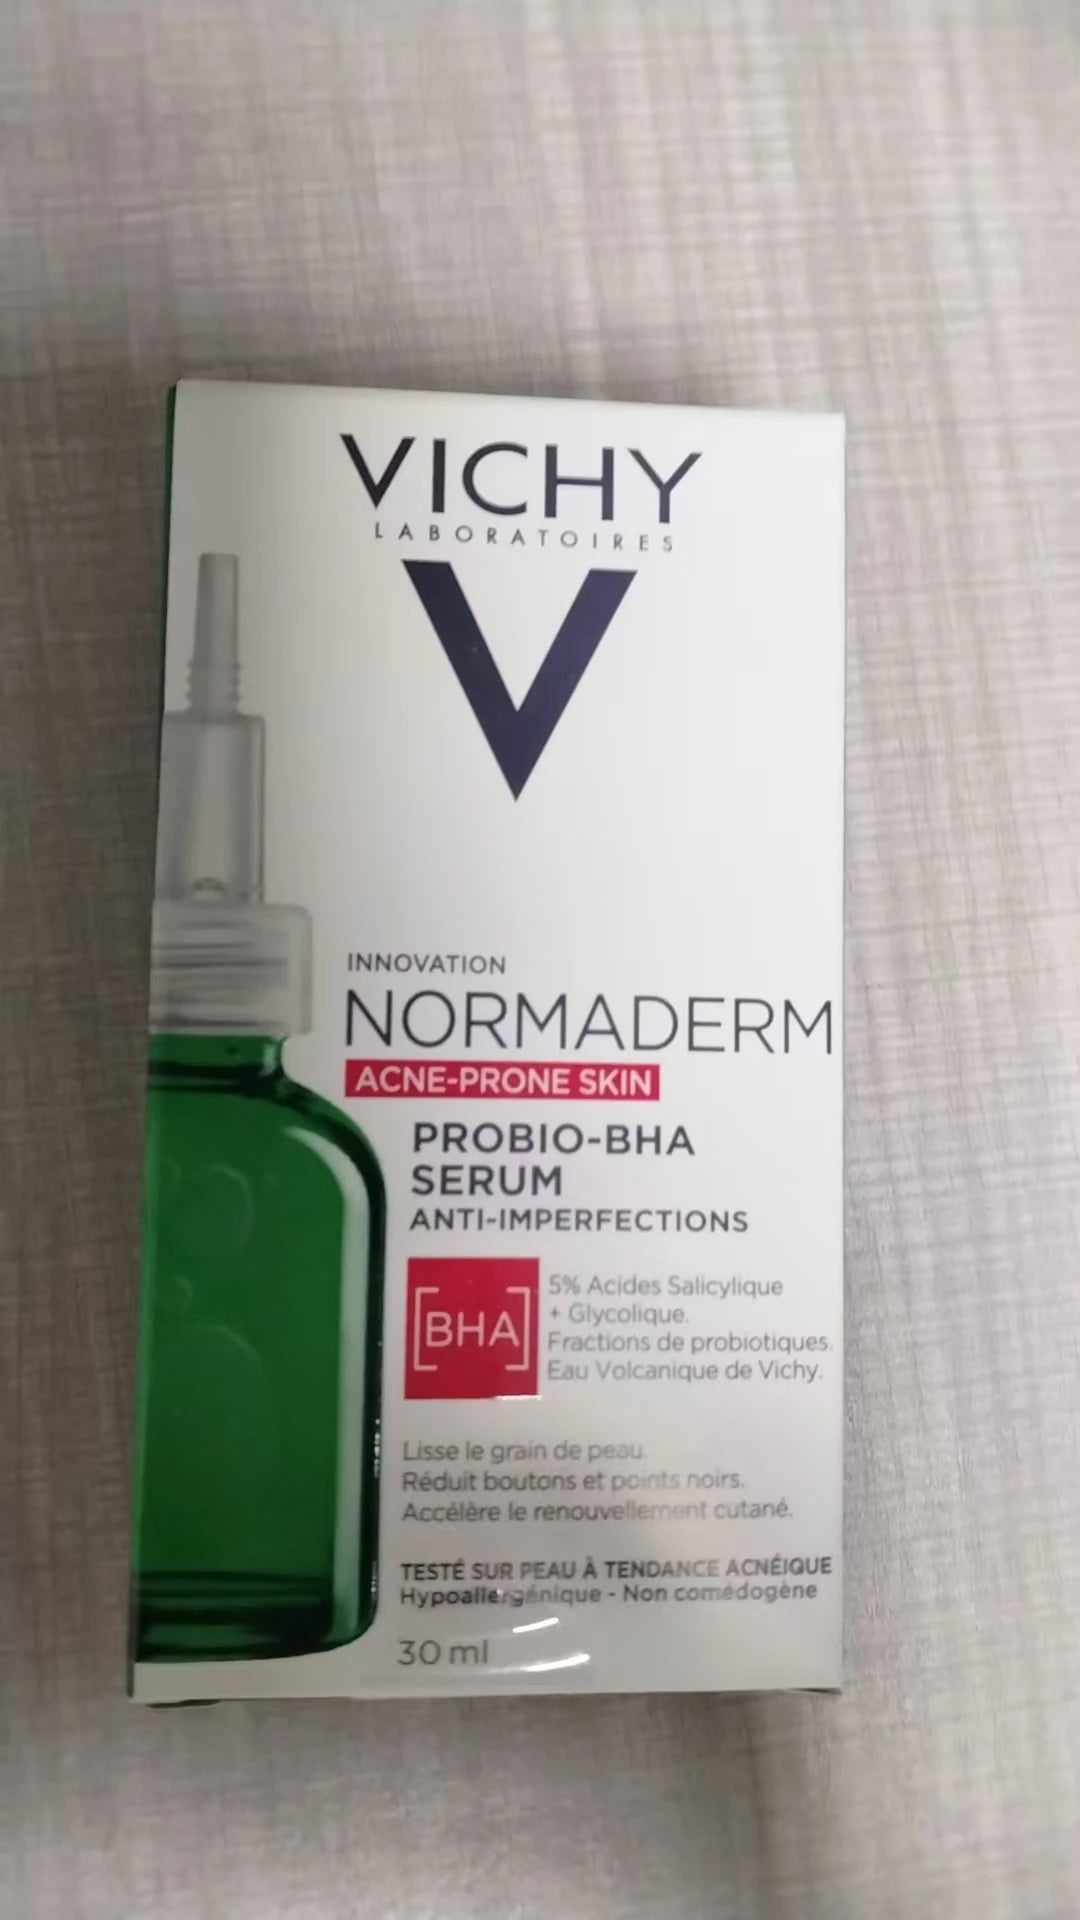 VICHY
LABORATOIRES
V
INNOVATION
NORMADERM
ACNE-PRONE SKIN
PROBIO-BHA
SERUM
ANTI-IMPERFECTIONS
[BHA]
5% Acides Salicylique
+ Glycolique.
Fractions de probiotiques.
Eau Volcanique de Vichy.
Lisse le grain de peau.
Réduit boutons et points noirs.
Accélère le renouvellement cutané.
TESTÉ SUR PEAU À TENDANCE ACNÉIQUE
Hypoallergénique - Non comédogène
30 ml